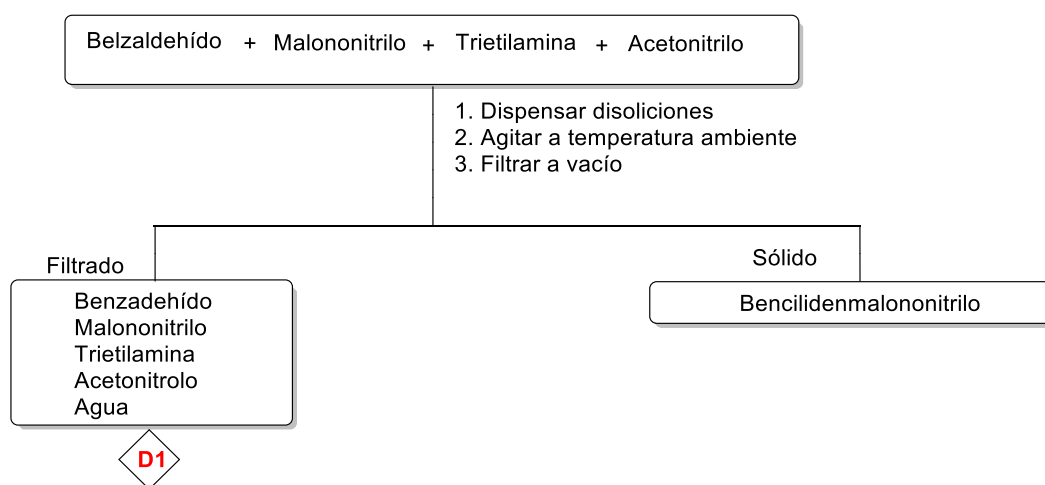 Belzaldehído + Malononitrilo + Trietilamina + Acetonitrilo
1. Dispensar disoliciones
2. Agitar a temperatura ambiente
3. Filtrar a vacío
Filtrado
Sólido
Benzadehído
Malononitrilo
Trietilamina
Acetonitrolo
Agua
Bencilidenmalononitrilo
D1